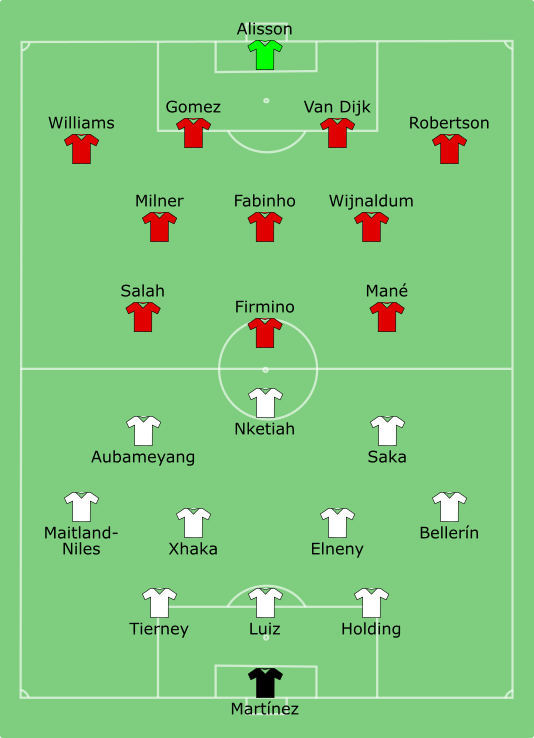 Alisson
Gomez
Van Dijk
Williams
Robertson
Milner
Fabinho
Wijnaldum
Salah
Mané
Firmino
Nketiah
Aubameyang
Saka
Maitland-
Niles
Bellerín
Xhaka
Elneny
Tierney
Luiz
Holding
Martínez